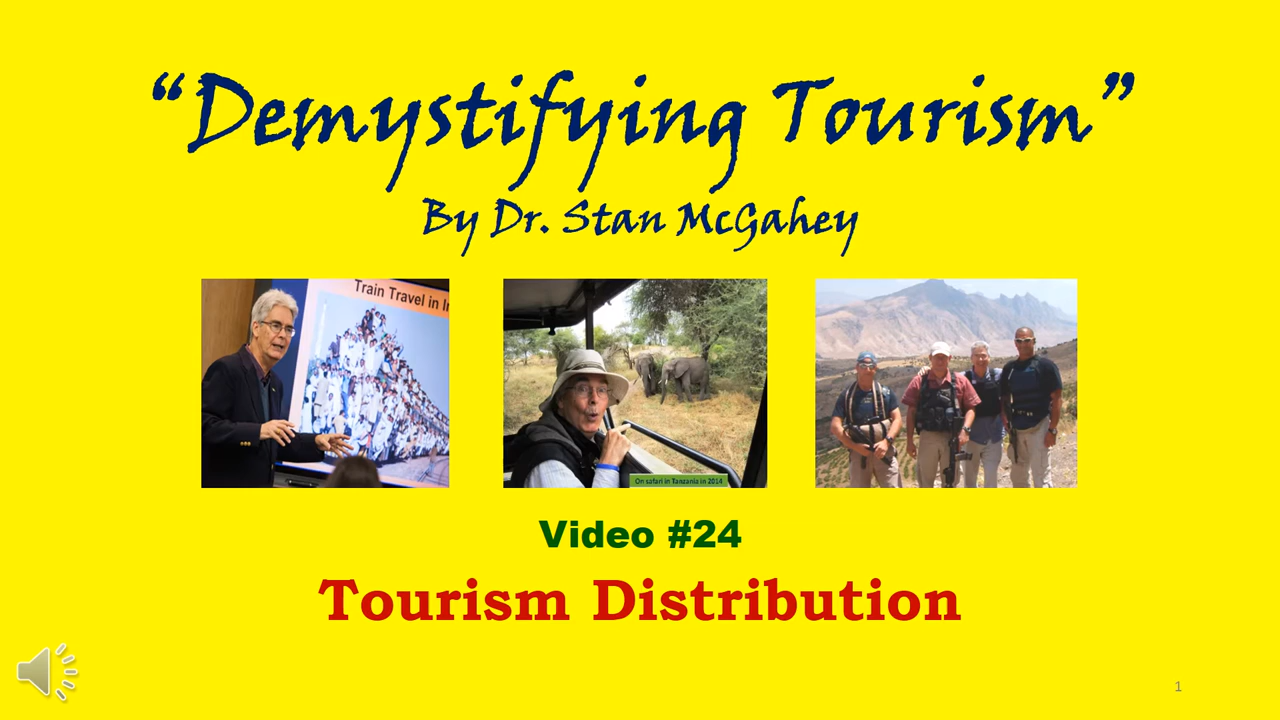 “Demystifying Tourism”
By Dr. Stan McGahey
Train Travel in
On safari in Tanzania in 2014
Video #24
Tourism Distribution
1